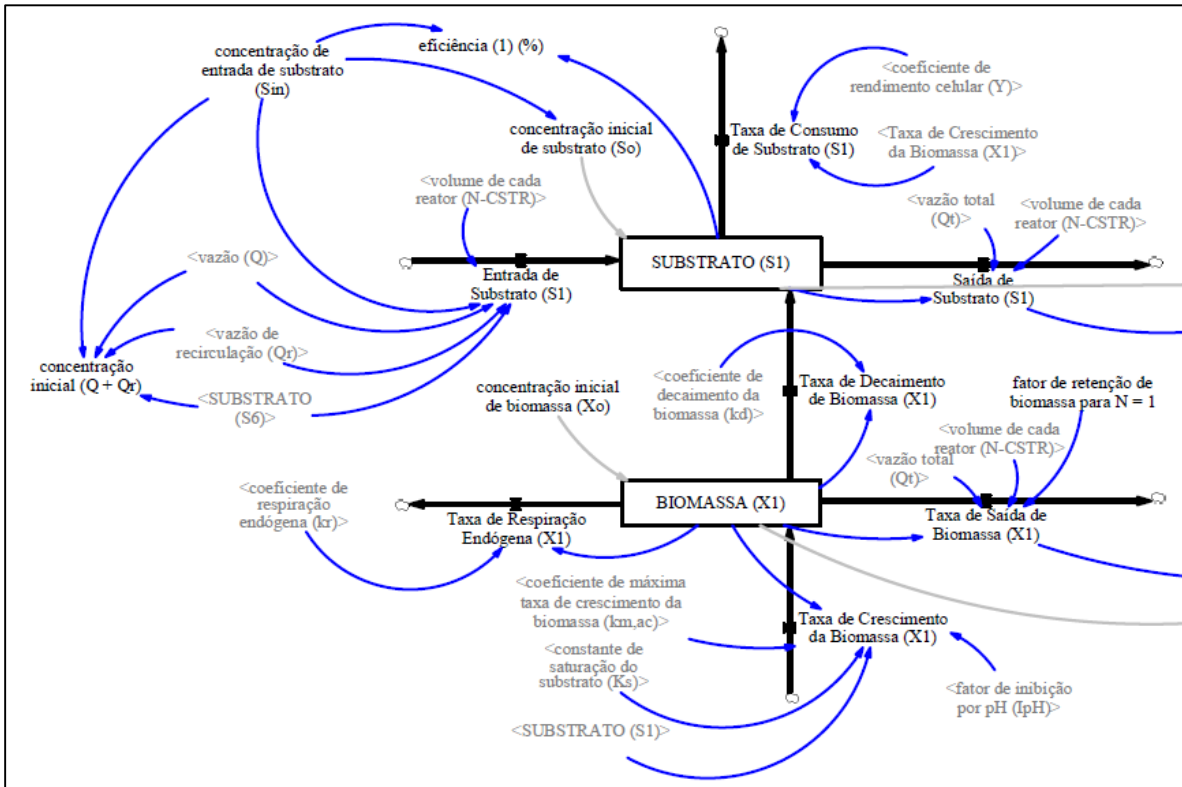 concentração de
entrada de substrato
(Sin)
eficiência (1) (%)
<coeficiente de
rendimento celular (Y)>
concentração inicial
de substrato (So)
Taxa de Consumo
de Substrato (S1)
<Taxa de Crescimento
da Biomassa (X1)>
<volume de cada
reator (N-CSTR)>
<vazão total
(Qt)>
<volume de cada
reator (N-CSTR)>
<vazão (Q)>
Entrada de
Substrato (S1)
SUBSTRATO (S1)
Saída de
Substrato (S1)
<vazão de
recirculação (Qr)>
concentração
inicial (Q + Qr)
<SUBSTRATO
(S6)>
concentração inicial
de biomassa (Xo)
<coeficiente de
decaimento da
biomassa (kd)>
Taxa de Decaimento
de Biomassa (X1)
fator de retenção de
biomassa para N = 1
<volume de cada
reator (N-CSTR)>
<vazão total
(Qt)>
<coeficiente de
respiração
endógena (kr)>
Taxa de Respiração
Endógena (X1)
BIOMASSA (X1)
Taxa de Saída de
Biomassa (X1)
<coeficiente de máxima
taxa de crescimento da
biomassa (km,ac)>
Taxa de Crescimento
da Biomassa (X1)
<constante de
saturação do
substrato (Ks)>
<fator de inibição
por pH (IpH)>
<SUBSTRATO (S1)>